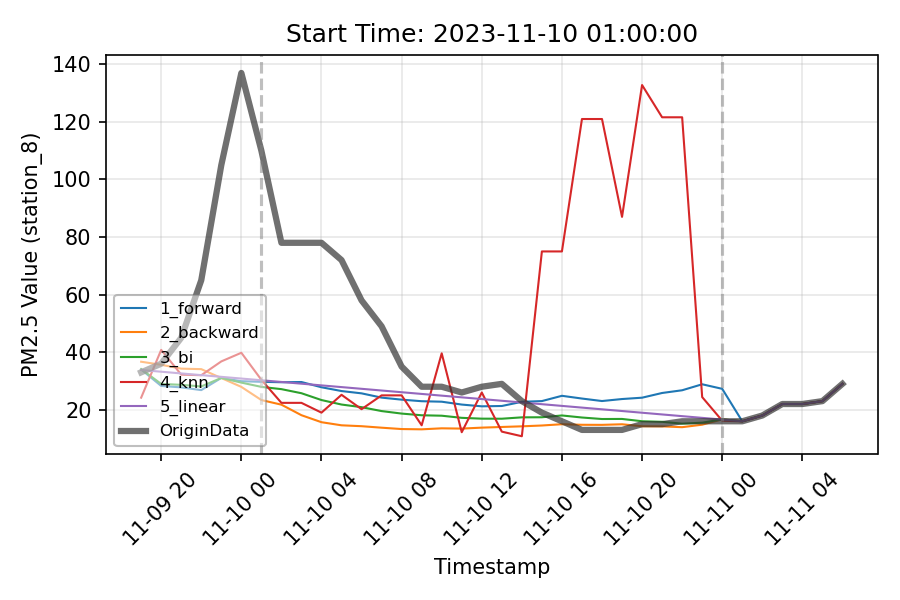 Start Time: 2023-11-10 01:00:00
PM2.5 Value (station_8)
140
120
100
80
60
40
20
1_forward
2_backward
3_bi
4_knn
5_linear
OriginData
11-09 20
11-10 00
11-10 04
11-10 08
11-10 12
11-10 16
11-10 20
11-11 00
11-11 04
Timestamp